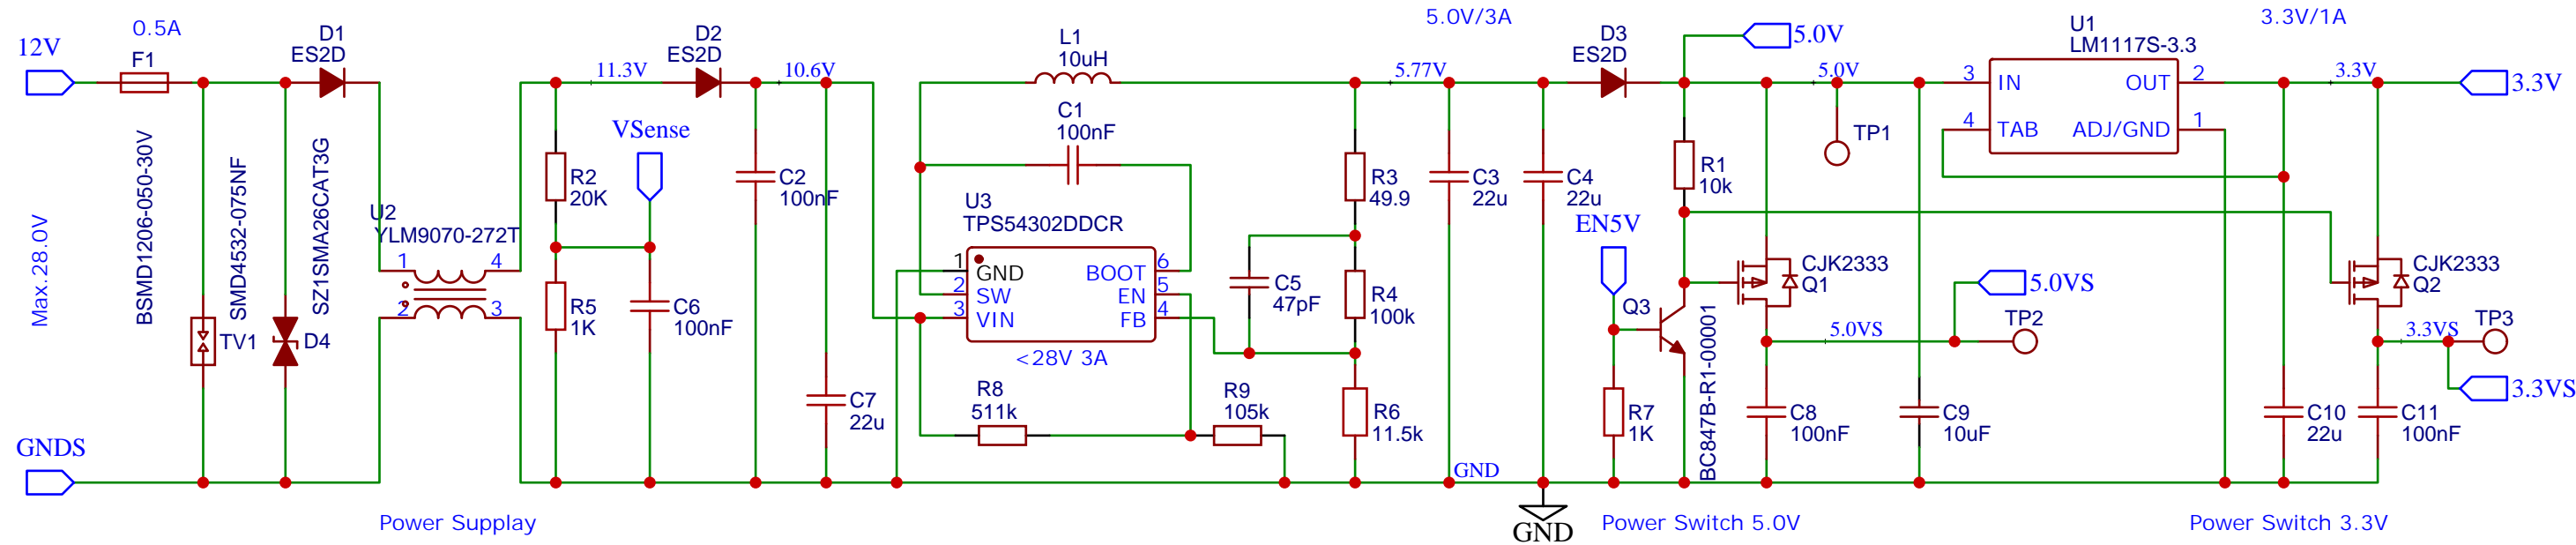 12V
0.5A
F1
D1
ES2D
BSMD1206-050-30V
SMD4532-075NF
SZ1SMA26CAT3G
Max.28.0V
TV1
D4
GNDS
U2
YLM9070-272T
1
4
2
3
Power Supplay
11.3V
R2
20K
R5
1K
VSense
C6
100nF
D2
ES2D
10.6V
C2
100nF
C7
22u
L1
10uH
C1
100nF
U3
TPS54302DDCR
1
GND
BOOT
6
2
SW
EN
5
3
VIN
FB
4
<28V 3A
R8
511k
R9
105k
C5
47pF
R3
49.9
R4
100k
R6
11.5k
5.0V/3A
5.77V
C3
22u
C4
22u
GND
GND
D3
ES2D
5.0V
R1
10k
EN5V
Q3
BC847B-R1-00001
R7
1K
Power Switch 5.0V
CJK2333
Q1
5.0V
TP1
5.0VS
5.0VS
TP2
C8
100nF
C9
10uF
U1
LM1117S-3.3
3
IN
OUT
2
4
TAB
ADJ/GND
1
3.3V/1A
3.3V
3.3V
CJK2333
Q2
3.3VS
TP3
3.3VS
C10
22u
C11
100nF
Power Switch 3.3V